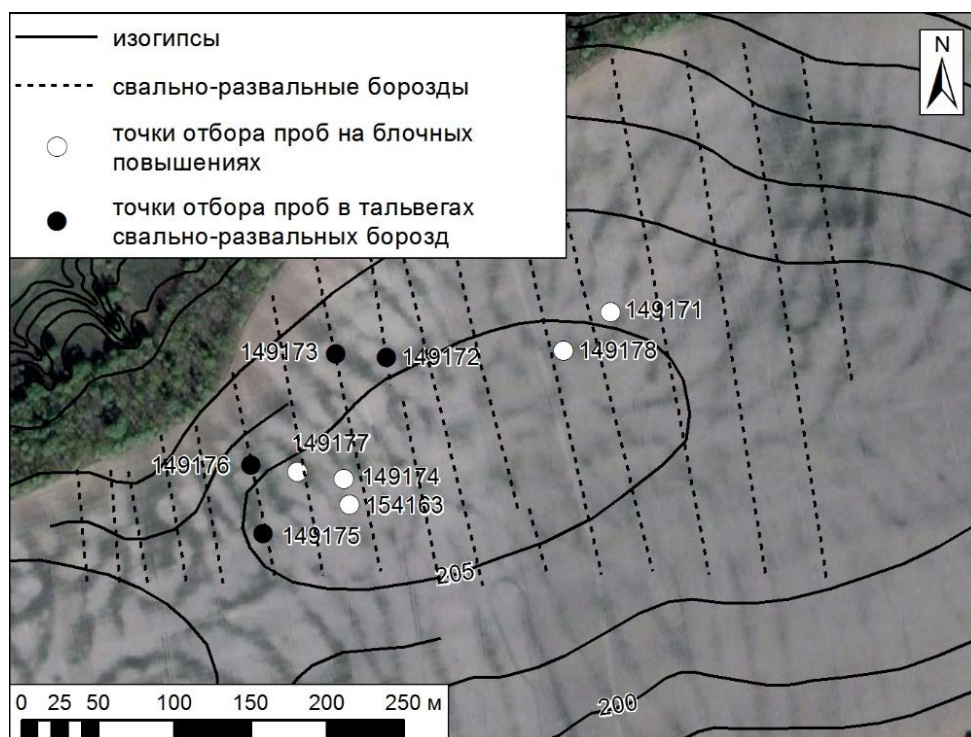 изогипсы
свально-развальные борозды
точки отбора проб на блочных
повышениях
точки отбора проб в тальвегах
свально-развальных борозд
N
149171
149178
149173
149172
149177
149176
149174
154163
149175
205
200
0 25 50 100 150 200 250 м